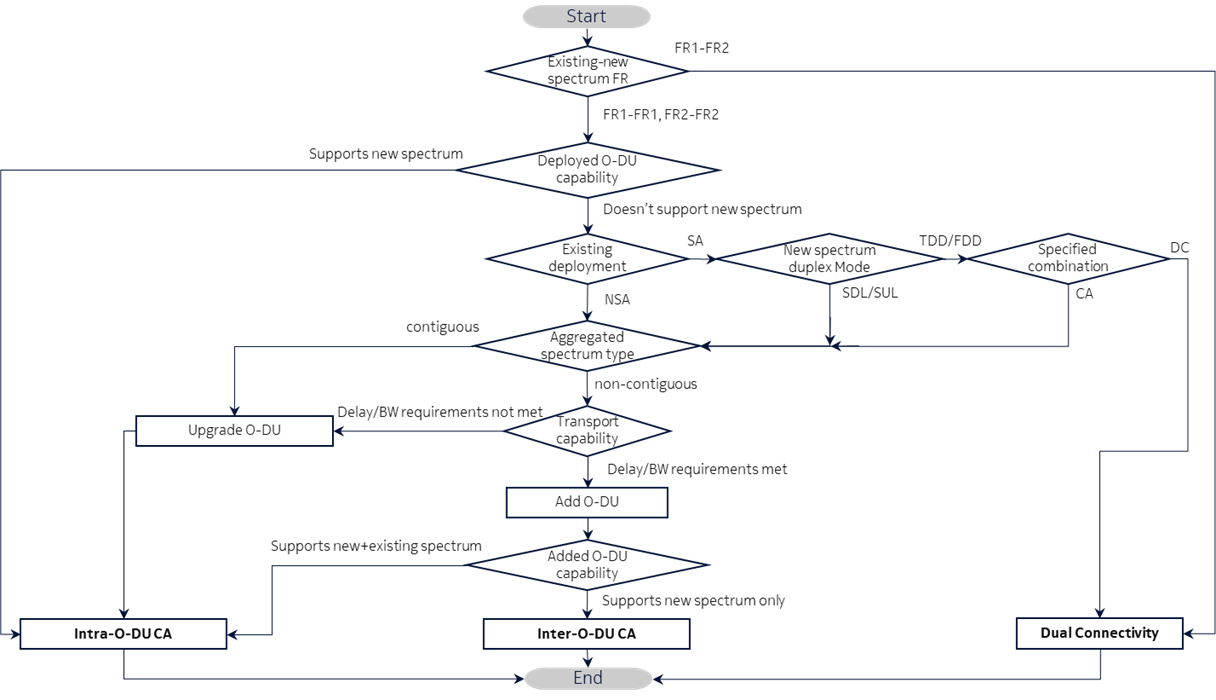 Start
FR1-FR2
Existing-new
spectrum FR
FR1-FR1, FR2-FR2
Supports new spectrum
Deployed O-DU
capability
Doesn't support new spectrum
Existing
deployment
SA
New spectrum
duplex Mode
TDD/FDD
Specified
combination
DC
NSA
SDL/SUL
CA
contiguous
Aggregated
spectrum type
non-contiguous
Delay/BW requirements not met
Transport
capability
Upgrade O-DU
Delay/BW requirements met
Add O-DU
Supports new+existing spectrum
Added O-DU
capability
Supports new spectrum only
Intra-O-DU CA
Inter-O-DU CA
Dual Connectivity
End